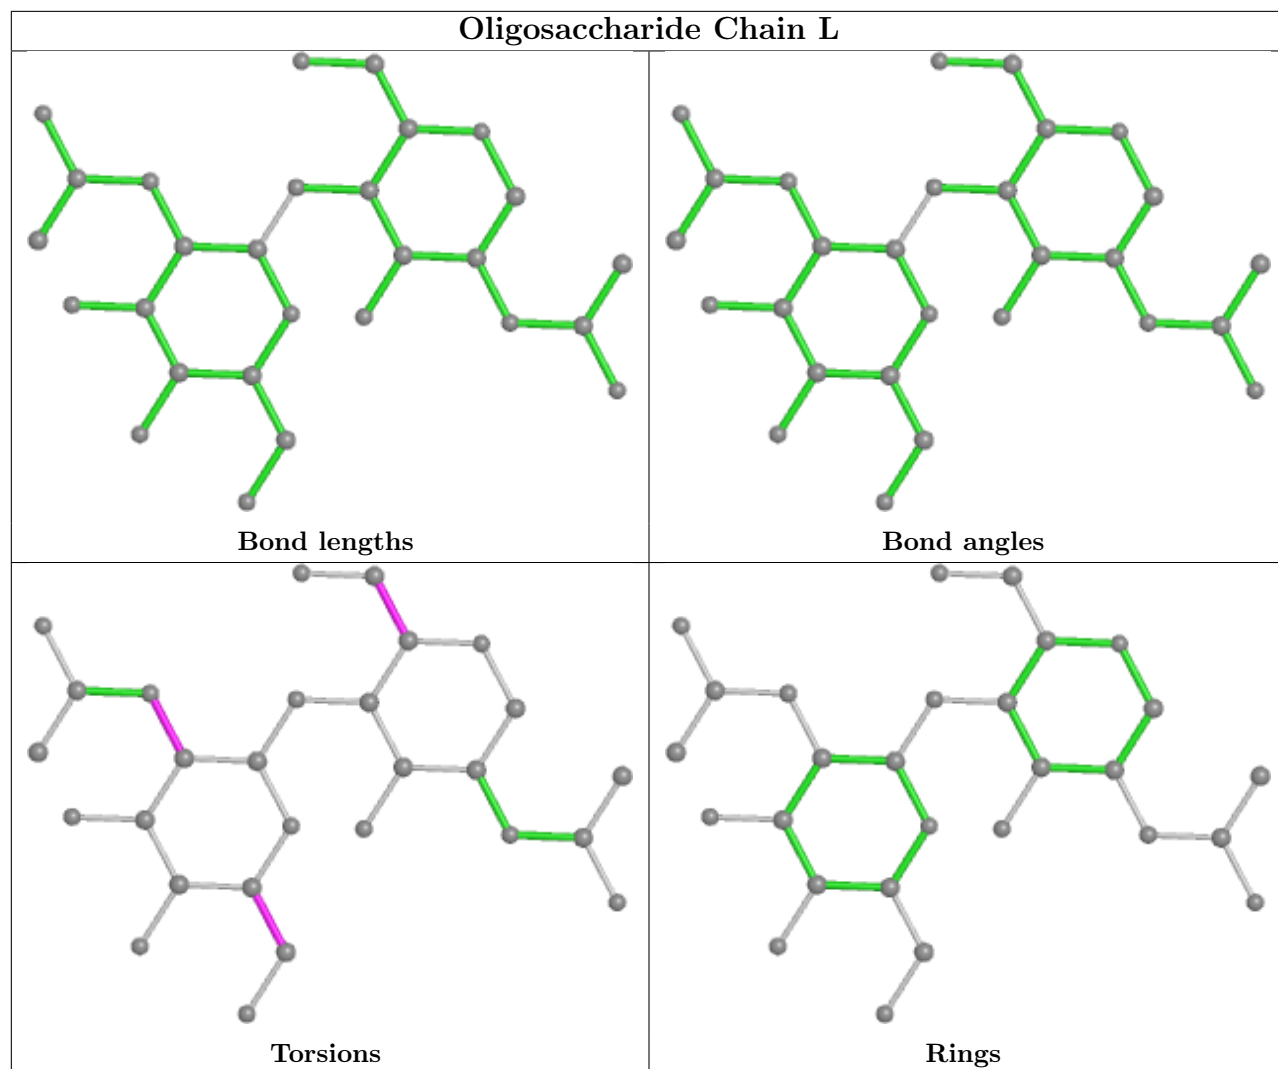 Oligosaccharide Chain L
Bond lengths
Bond angles
Torsions
Rings